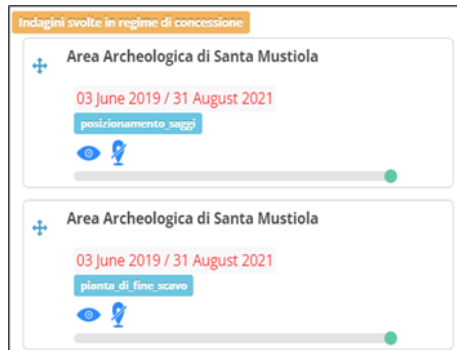 Indagini svolte in regime di concessione
Area Archeologica di Santa Mustiola
03 June 2019 / 31 August 2021
posizionamento_saggi
Area Archeologica di Santa Mustiola
03 June 2019 / 31 August 2021
pianta_di_fine_scavo